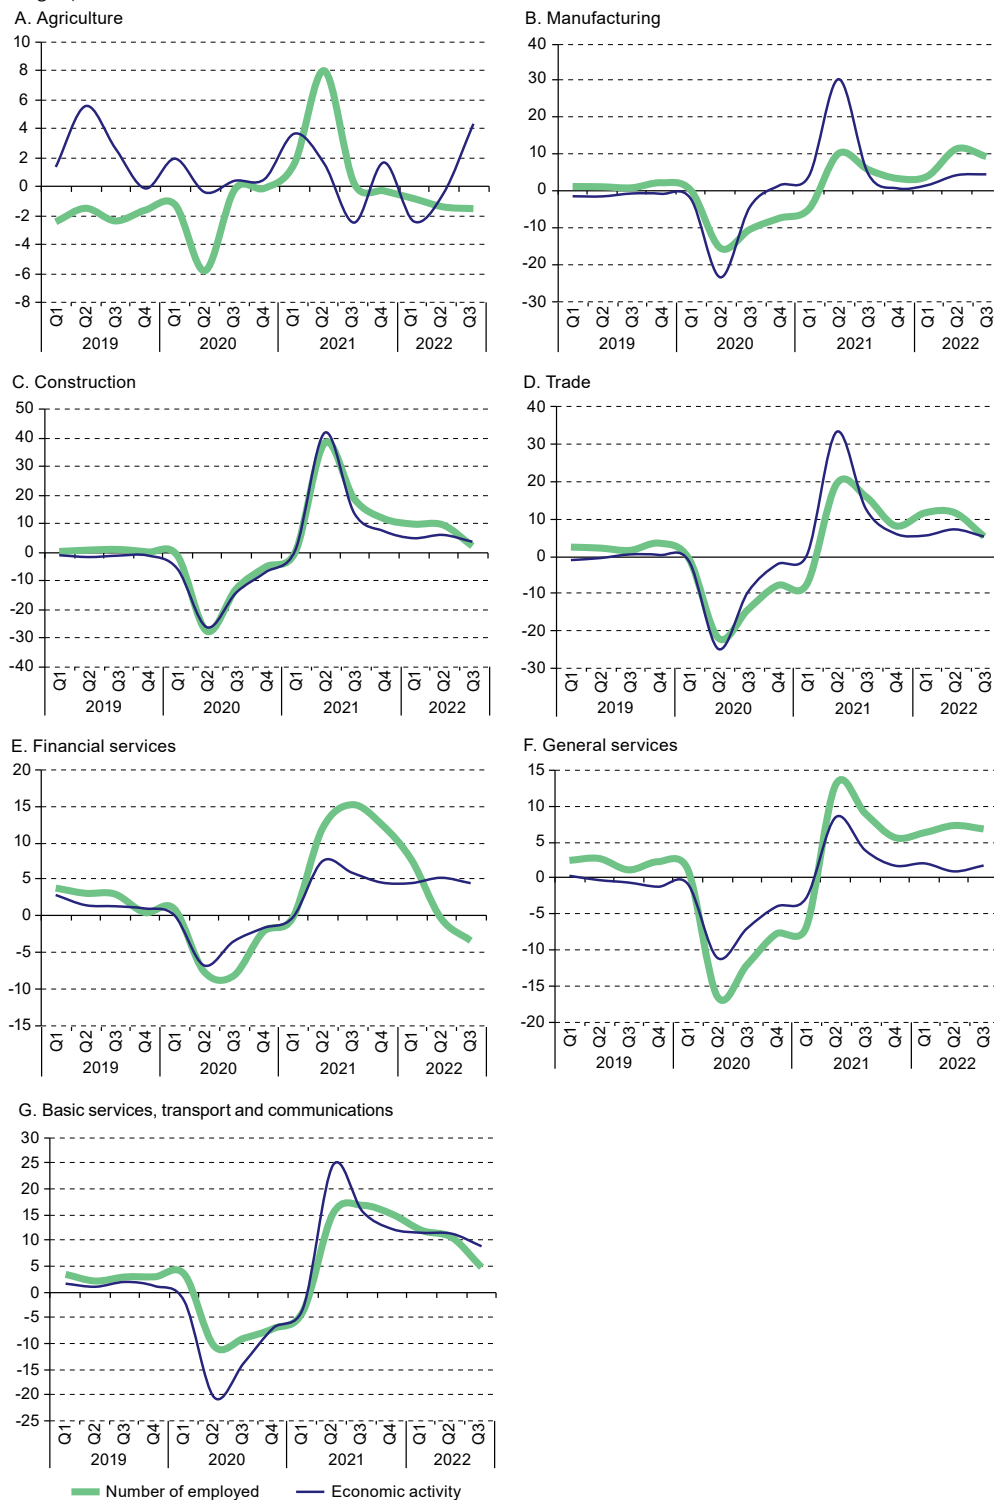 A. Agriculture
10
8
6
4
2
0
-2
-4
-6
-8
Q1 Q2 Q3 Q4 Q1 Q2 Q3 Q4 Q1 Q2 Q3 Q4 Q1 Q2 Q3
2019 2020 2021 2022
B. Manufacturing
40
30
20
10
0
-10
-20
-30
Q1 Q2 Q3 Q4 Q1 Q2 Q3 Q4 Q1 Q2 Q3 Q4 Q1 Q2 Q3
2019 2020 2021 2022
C. Construction
50
40
30
20
10
0
-10
-20
-30
-40
Q1 Q2 Q3 Q4 Q1 Q2 Q3 Q4 Q1 Q2 Q3 Q4 Q1 Q2 Q3
2019 2020 2021 2022
D. Trade
40
30
20
10
0
-10
-20
-30
Q1 Q2 Q3 Q4 Q1 Q2 Q3 Q4 Q1 Q2 Q3 Q4 Q1 Q2 Q3
2019 2020 2021 2022
E. Financial services
20
15
10
5
0
-5
-10
-15
Q1 Q2 Q3 Q4 Q1 Q2 Q3 Q4 Q1 Q2 Q3 Q4 Q1 Q2 Q3
2019 2020 2021 2022
F. General services
15
10
5
0
-5
-10
-15
-20
Q1 Q2 Q3 Q4 Q1 Q2 Q3 Q4 Q1 Q2 Q3 Q4 Q1 Q2 Q3
2019 2020 2021 2022
G. Basic services, transport and communications
30
25
20
15
10
5
0
-5
-10
-15
-20
-25
Q1 Q2 Q3 Q4 Q1 Q2 Q3 Q4 Q1 Q2 Q3 Q4 Q1 Q2 Q3
2019 2020 2021 2022
Number of employed Economic activity